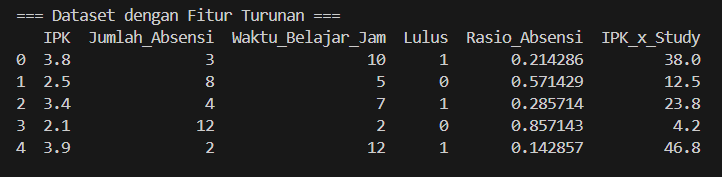 === Dataset dengan Fitur Turunan ===
IPK Jumlah_Absensi Waktu_Belajar_Jam Lulus Rasio_Absensi IPK_x_Study
0 3.8 3 10 1 0.214286 38.0
1 2.5 8 5 0 0.571429 12.5
2 3.4 4 7 1 0.285714 23.8
3 2.1 12 2 0 0.857143 4.2
4 3.9 2 12 1 0.142857 46.8